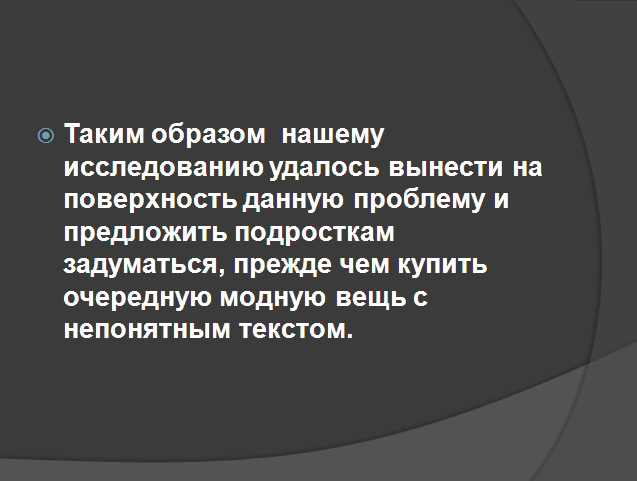 Таким образом  нашему
исследованию удалось вынести на
поверхность данную проблему и
предложить подросткам
задуматься, прежде чем купить
очередную модную вещь с
непонятным текстом.